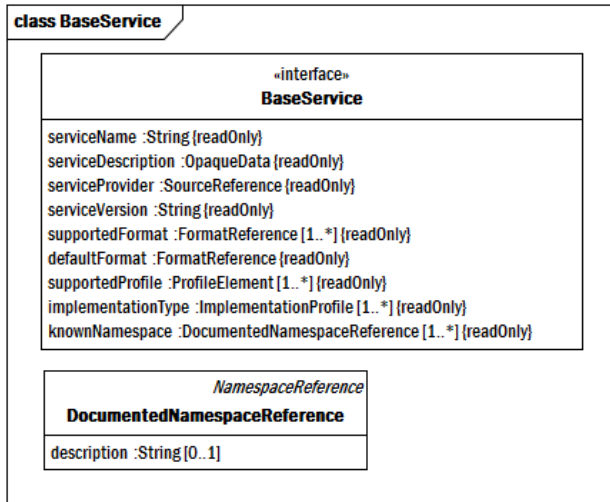 class BaseService
«interface»
BaseService
serviceName :String {readOnly}
serviceDescription :OpaqueData {readOnly}
serviceProvider :SourceReference {readOnly}
serviceVersion :String {readOnly}
supportedFormat :FormatReference [1..*] {readOnly}
defaultFormat :FormatReference {readOnly}
supportedProfile :ProfileElement [1..*] {readOnly}
implementationType :ImplementationProfile [1..*] {readOnly}
knownNamespace :DocumentedNamespaceReference [1..*] {readOnly}
NamespaceReference
DocumentedNamespaceReference
description :String [0..1]